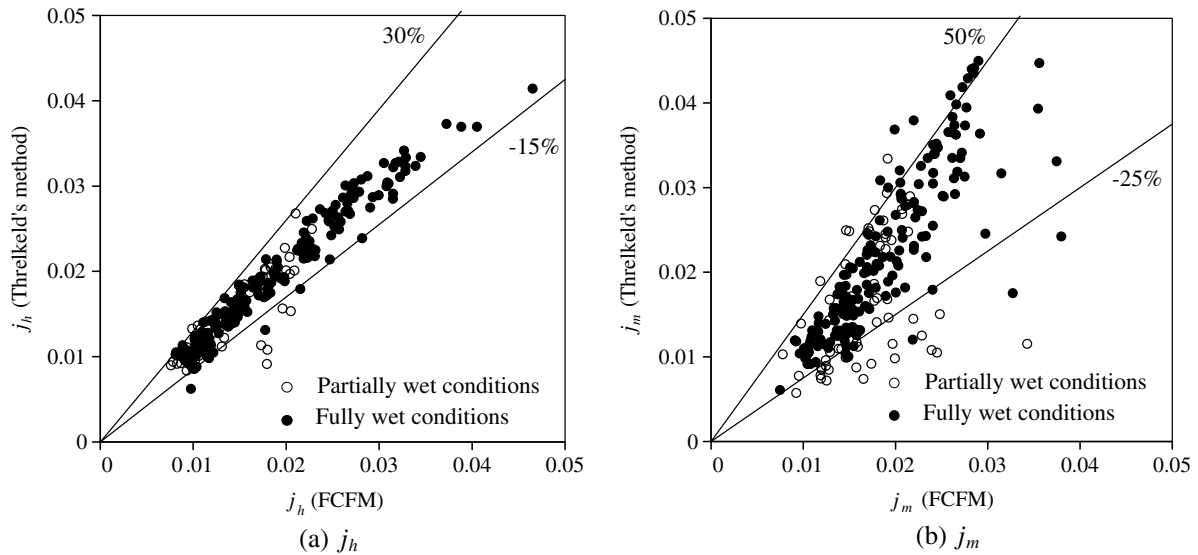 0.05
0.04
0.03
0.02
0.01
0
j_h (Threlkeld's method)
30%
-15%
Partially wet conditions
Fully wet conditions
0 0.01 0.02 0.03 0.04 0.05
j_h (FCFM)
(a) j_h
0.05
0.04
0.03
0.02
0.01
0
j_m (Threlkeld's method)
50%
-25%
Partially wet conditions
Fully wet conditions
0 0.01 0.02 0.03 0.04 0.05
j_m (FCFM)
(b) j_m